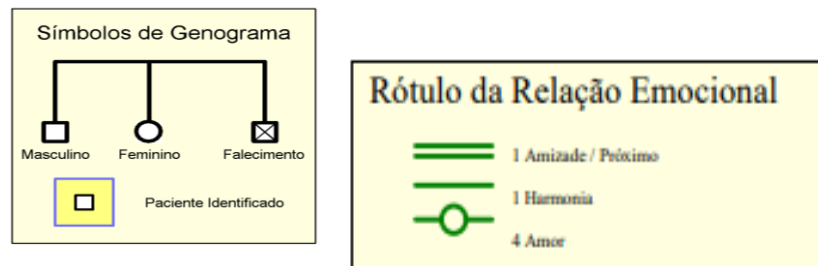 Símbolos de Genograma
Masculino Feminino Falecimento
Paciente Identificado
Rótulo da Relação Emocional
1 Amizade / Próximo
1 Harmonia
4 Amor